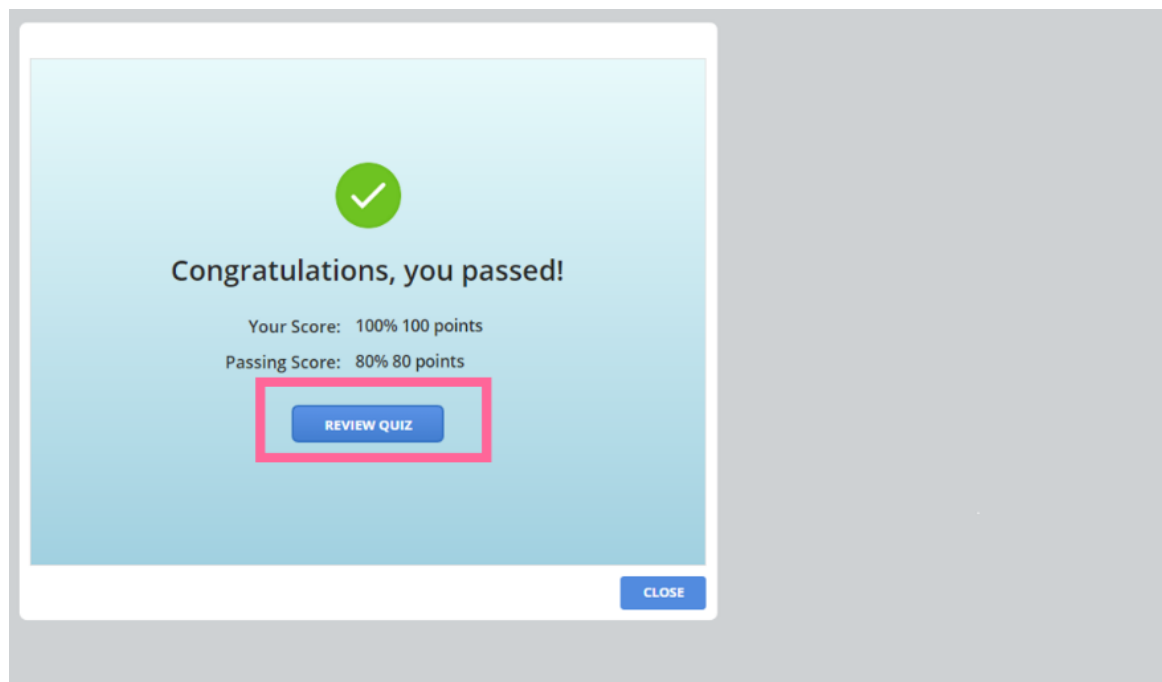 Congratulations, you passed!
Your Score: 100% 100 points
Passing Score: 80% 80 points
REVIEW QUIZ
CLOSE